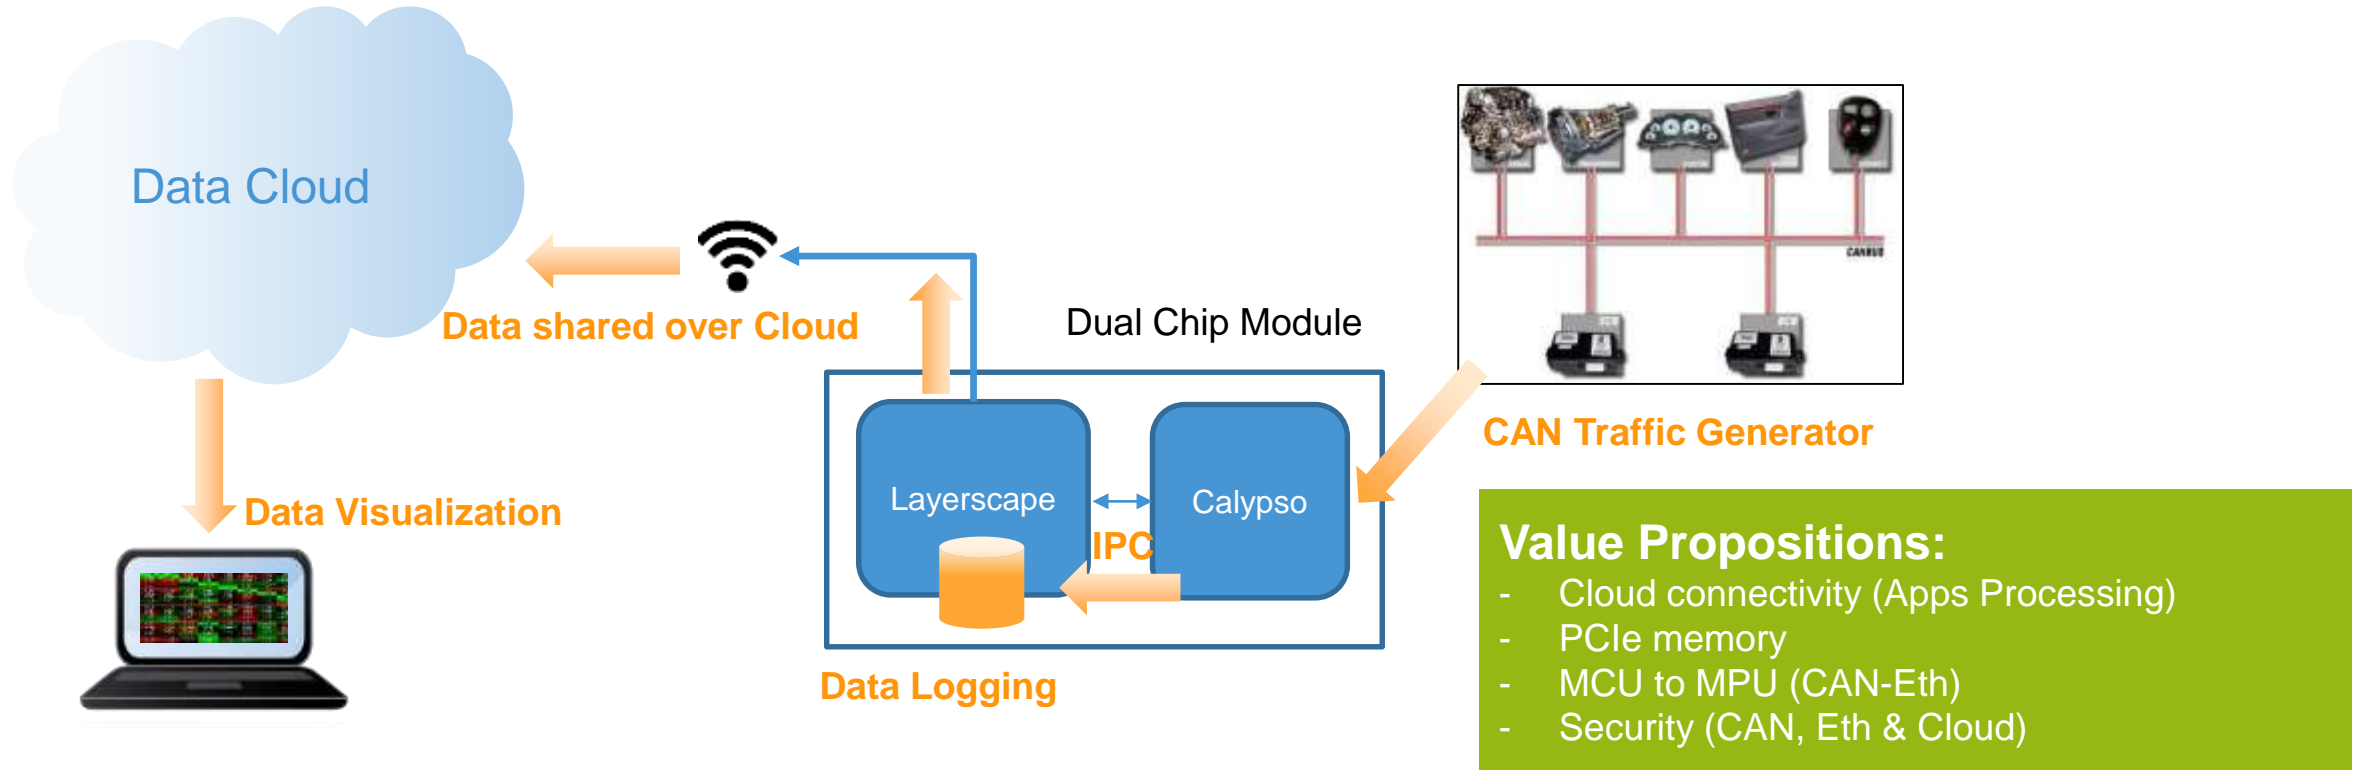 Data Cloud
CANBUS
Data shared over Cloud
Dual Chip Module
CAN Traffic Generator
Layerscape
Calypso
IPC
Data Visualization
Data Logging
Value Propositions:
- Cloud connectivity (Apps Processing)
- PCIe memory
- MCU to MPU (CAN-Eth)
- Security (CAN, Eth & Cloud)